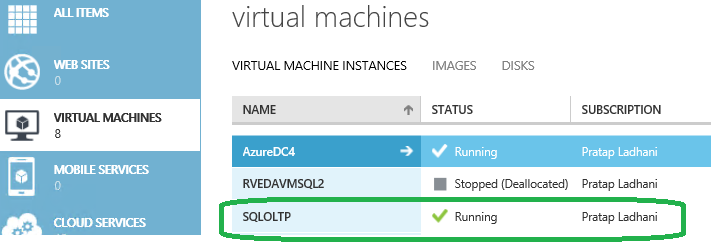 ALL ITEMS
WEB SITES
0
VIRTUAL MACHINES
8
MOBILE SERVICES
0
CLOUD SERVICES
virtual machines
VIRTUAL MACHINE INSTANCES IMAGES DISKS
NAME STATUS SUBSCRIPTION
AzureDC4 Running Pratap Ladhani
RVEDAVMSQL2 Stopped (Deallocated) Pratap Ladhani
SQLOLTP Running Pratap Ladhani